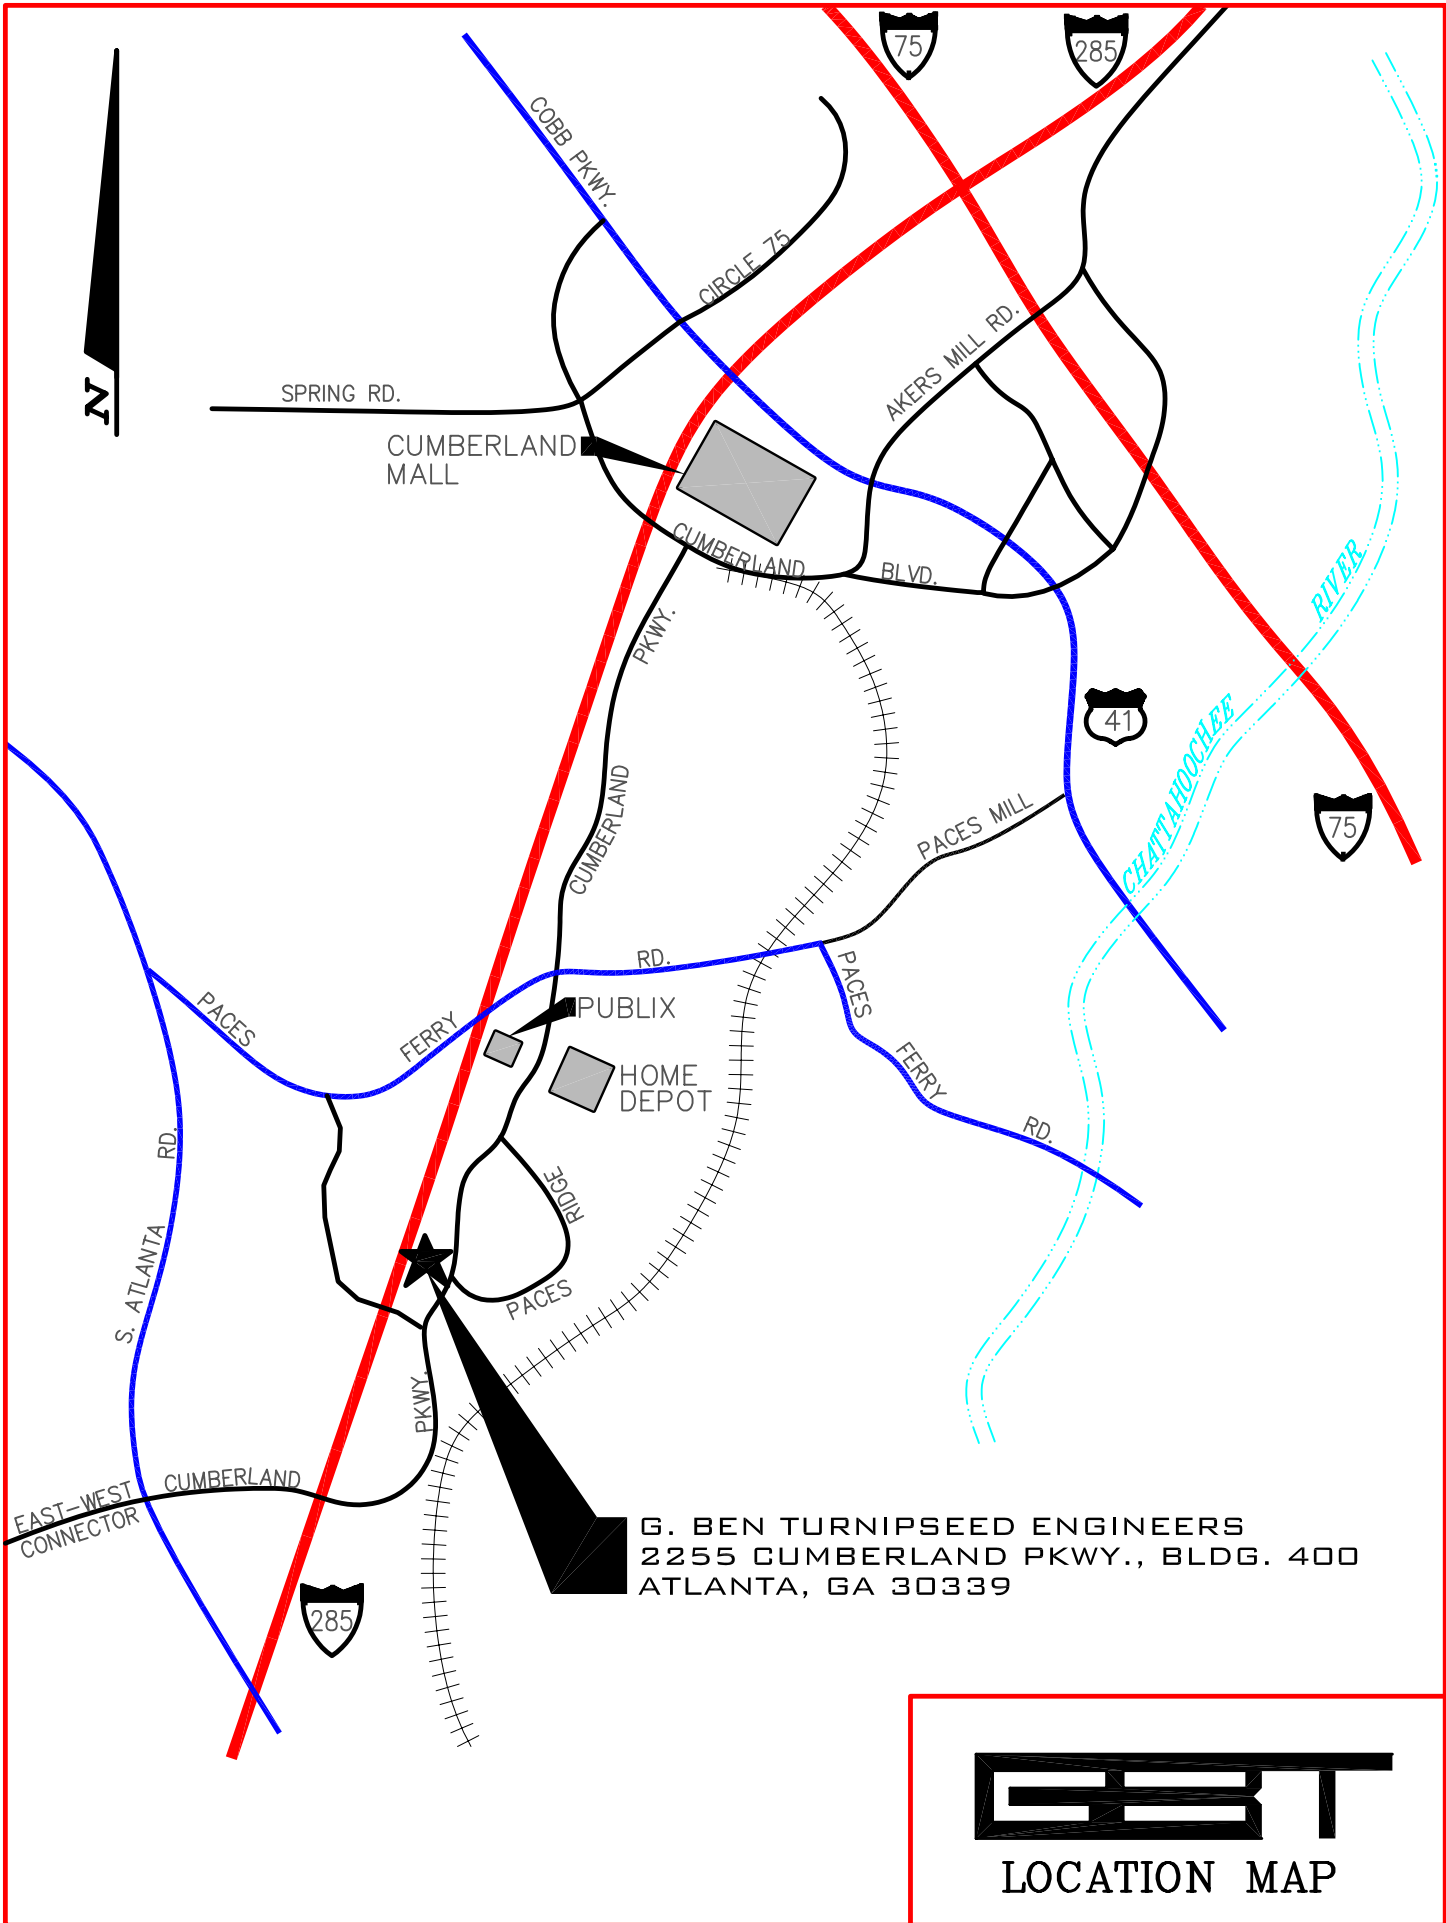 75
285
COBB PKWY.
CIRCLE 75
AKERS MILL RD.
SPRING RD.
N
CUMBERLAND
MALL
CUMBERLAND
BLVD.
RIVER
PKWY.
41
CHATTAHOOCHEE
CUMBERLAND
PACES MILL
75
RD.
PACES
PACES
FERRY
PUBLIX
FERRY
HOME
DEPOT
RD.
RD.
RIDGE
S. ATLANTA
PACES
PKWY.
CUMBERLAND
EAST-WEST
CONNECTOR
G. BEN TURNIPSEED ENGINEERS
2255 CUMBERLAND PKWY., BLDG. 400
ATLANTA, GA 30339
285
GBT
LOCATION MAP